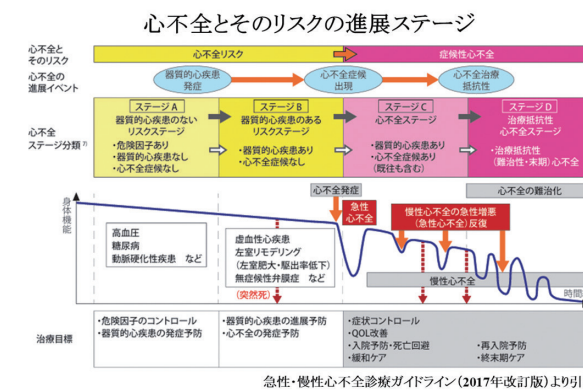 心不全とそのリスクの進展ステージ
心不全と
そのリスク
心不全リスク
症候性心不全
心不全の
進展イベント
器質的心疾患
発症
心不全症候
出現
心不全治療
抵抗性
心不全
ステージ分類 7)
ステージA
器質的心疾患のない
リスクステージ
・危険因子あり
・器質的心疾患なし
・心不全症候なし
ステージB
器質的心疾患のある
リスクステージ
・器質的心疾患あり
・心不全症候なし
ステージC
心不全ステージ
・器質的心疾患あり
・心不全症候あり
(既往も含む)
ステージD
治療抵抗性
心不全ステージ
・治療抵抗性
(難治性・末期)心不全
身体機能
心不全発症
心不全の難治化
急性
心不全
慢性心不全の急性増悪
(急性心不全)反復
高血圧
糖尿病
動脈硬化性疾患 など
虚血性心疾患
左室リモデリング
(左室肥大・駆出率低下)
無症候性弁膜症 など
(突然死)
慢性心不全
時間
治療目標
・危険因子のコントロール
・器質的心疾患の発症予防
・器質的心疾患の進展予防
・心不全の発症予防
・症状コントロール
・QOL改善
・入院予防・死亡回避
・緩和ケア
・再入院予防
・終末期ケア
急性・慢性心不全診療ガイドライン(2017年改訂版)より引